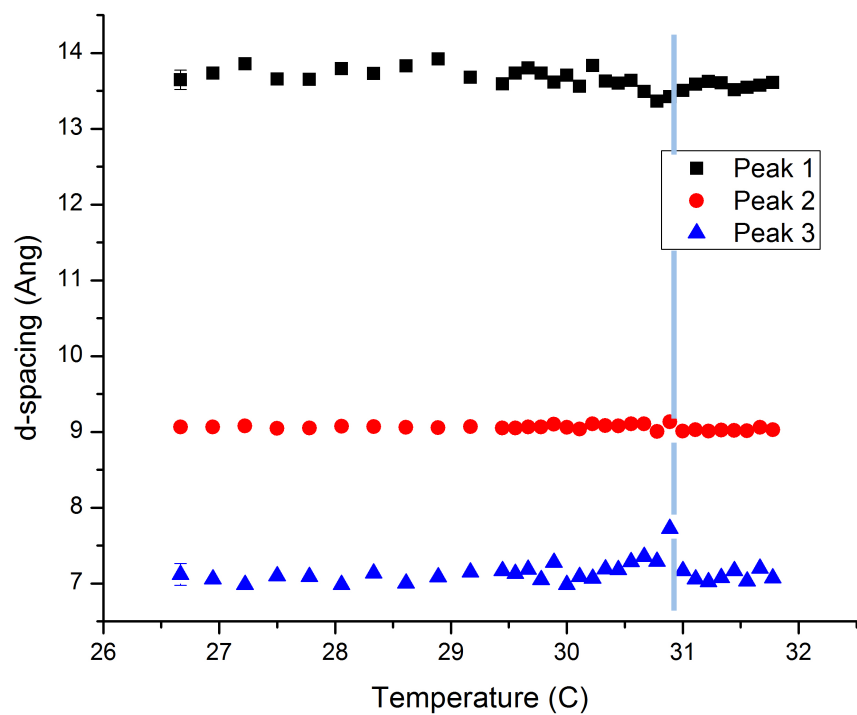 14
13
12
11
10
9
8
7
d-spacing (Ang)
Peak 1
Peak 2
Peak 3
26 27 28 29 30 31 32
Temperature (C)